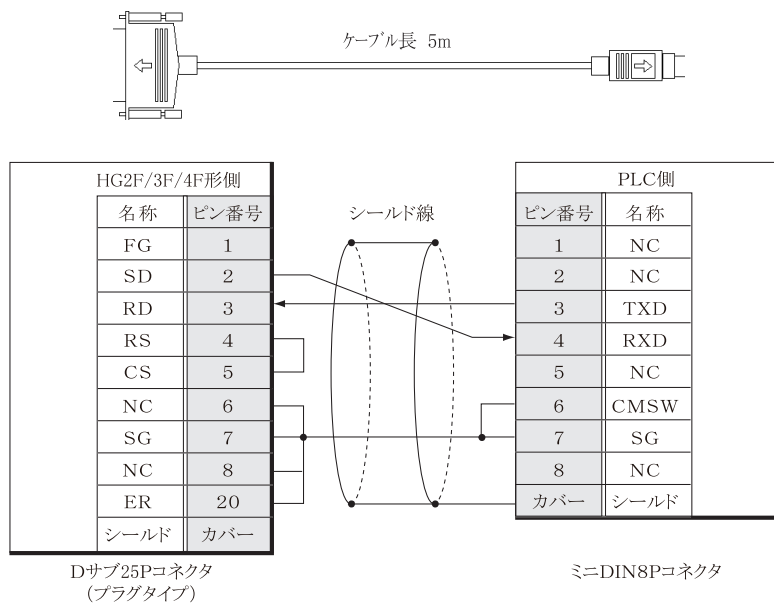 ケーブル長 5m
HG2F/3F/4F形側
名称 ピン番号
FG 1
SD 2
RD 3
RS 4
CS 5
NC 6
SG 7
NC 8
ER 20
シールド カバー
Dサブ25Pコネクタ
(プラグタイプ)
シールド線
PLC側
ピン番号 名称
1 NC
2 NC
3 TXD
4 RXD
5 NC
6 CMSW
7 SG
8 NC
カバー シールド
ミニDIN8Pコネクタ